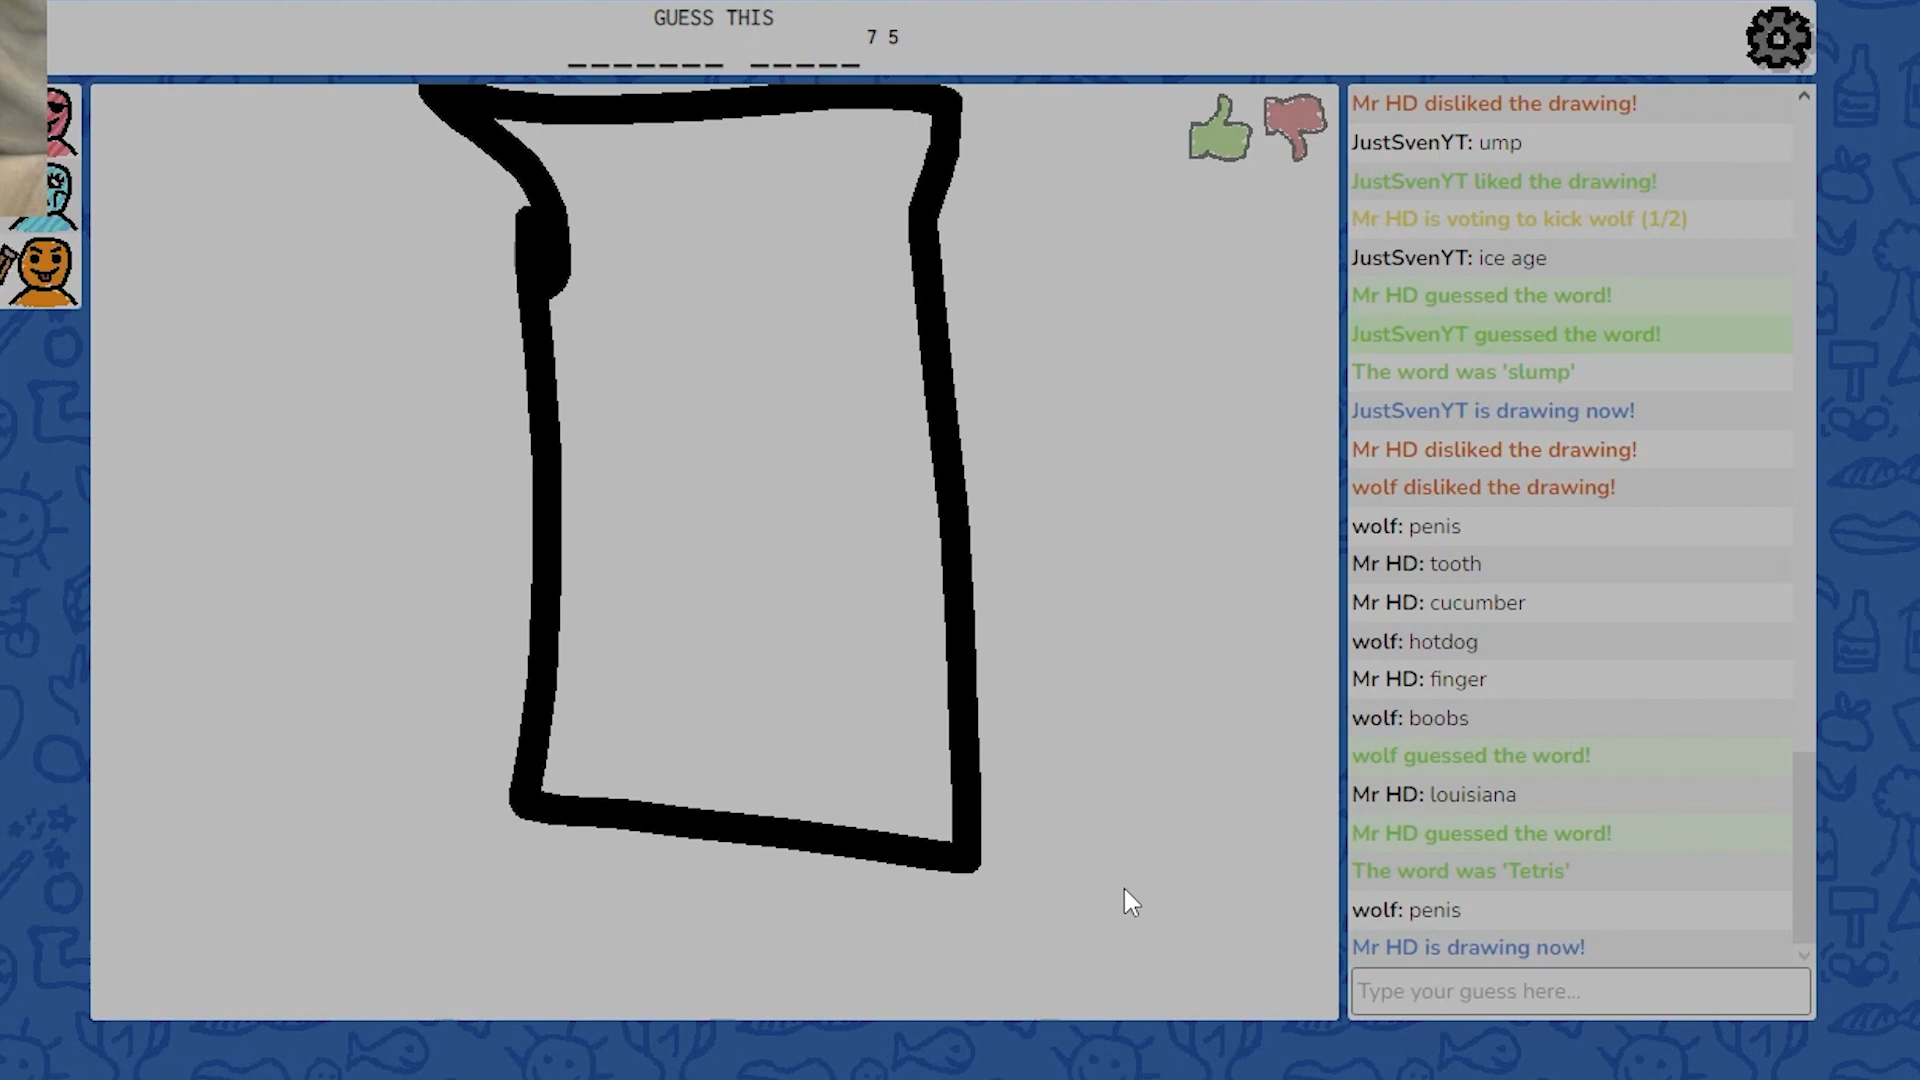 GUESS THIS
_ _ _ _ _ _ _  _ _ _ _ _ 7 5
Mr HD disliked the drawing!
JustSvenYT: ump
JustSvenYT liked the drawing!
Mr HD is voting to kick wolf (1/2)
JustSvenYT: ice age
Mr HD guessed the word!
JustSvenYT guessed the word!
The word was 'slump'
JustSvenYT is drawing now!
Mr HD disliked the drawing!
wolf disliked the drawing!
wolf: penis
Mr HD: tooth
Mr HD: cucumber
wolf: hotdog
Mr HD: finger
wolf: boobs
wolf guessed the word!
Mr HD: louisiana
Mr HD guessed the word!
The word was 'Tetris'
wolf: penis
Mr HD is drawing now!
Type your guess here...